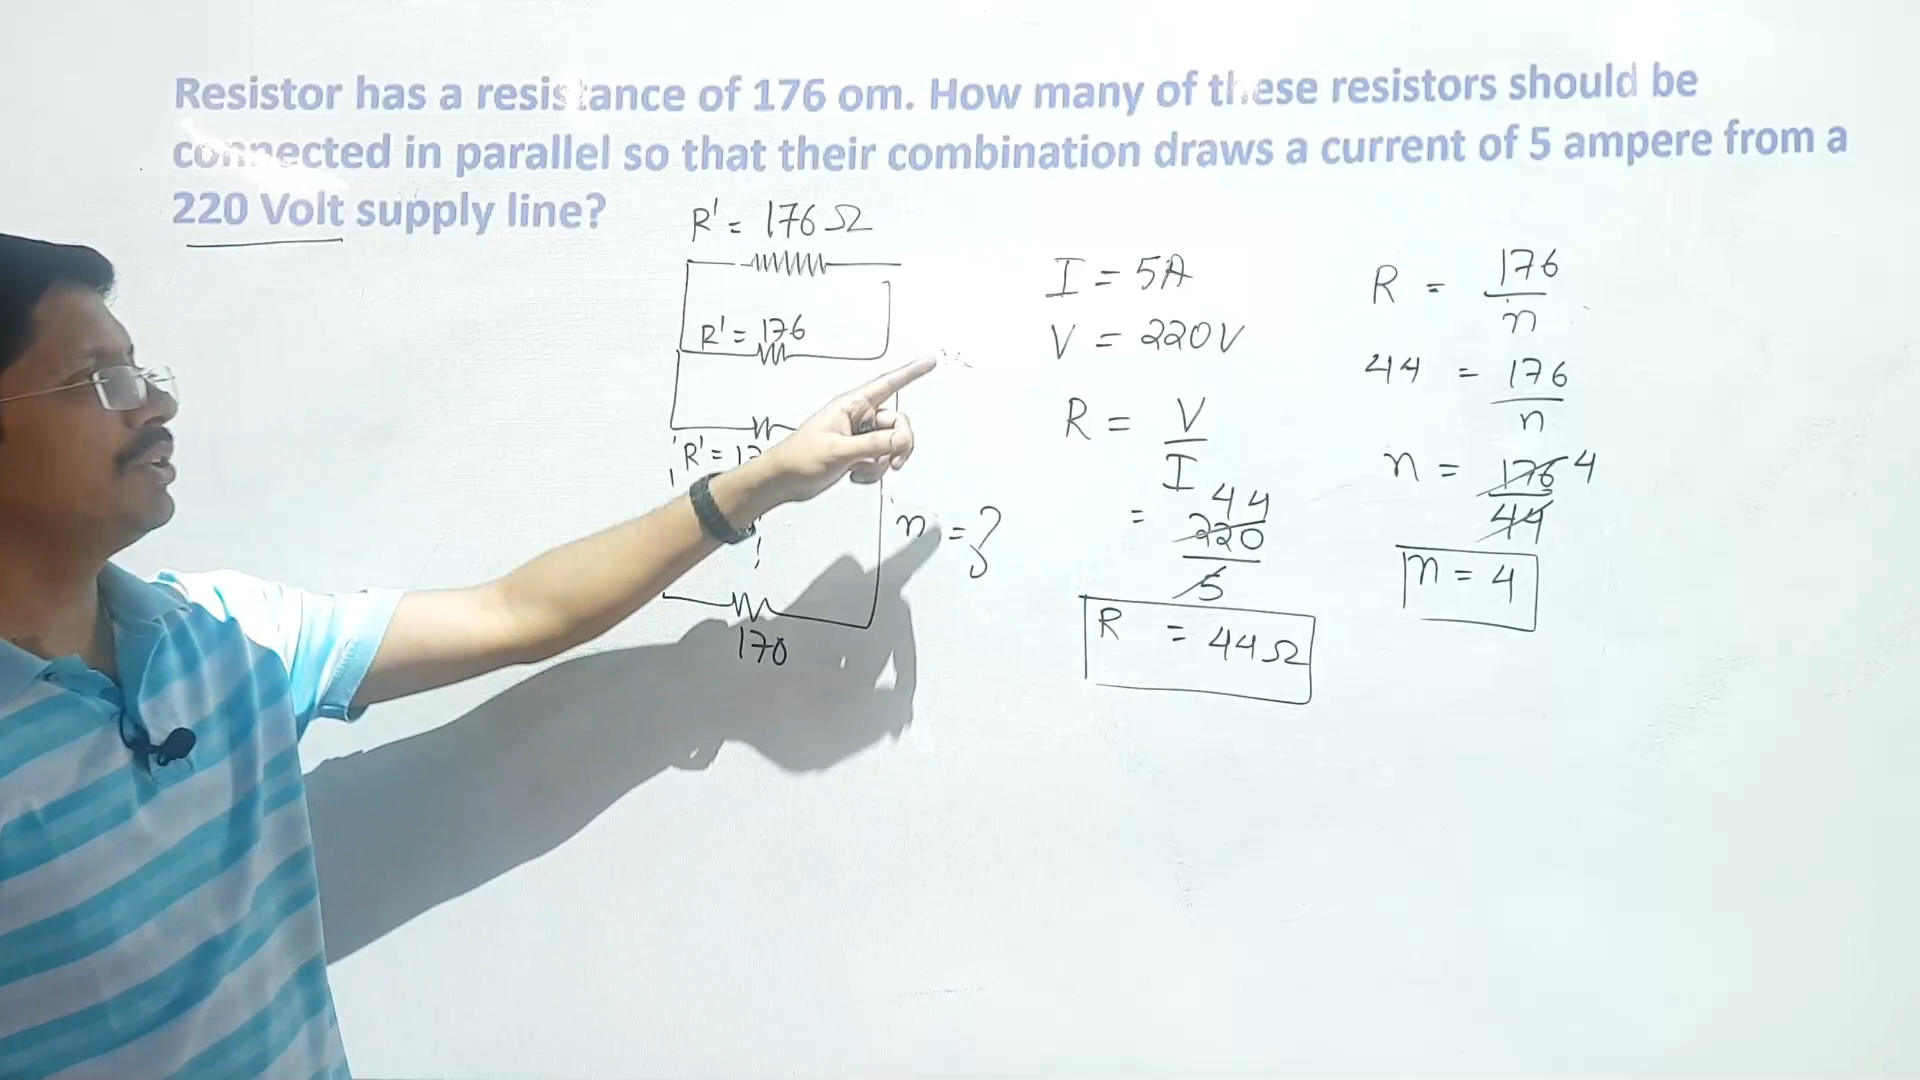 Resistor has a resistance of 176 om. How many of these resistors should be
connected in parallel so that their combination draws a current of 5 ampere from a
220 Volt supply line?
R' = 176 Ω
R' = 176
R' =
170
n = ?
I = 5A
V = 220V
R = V
I
44
= 220
5
R = 44Ω
R = 176
n
44 = 176
n
n = 176 4
44
n = 4